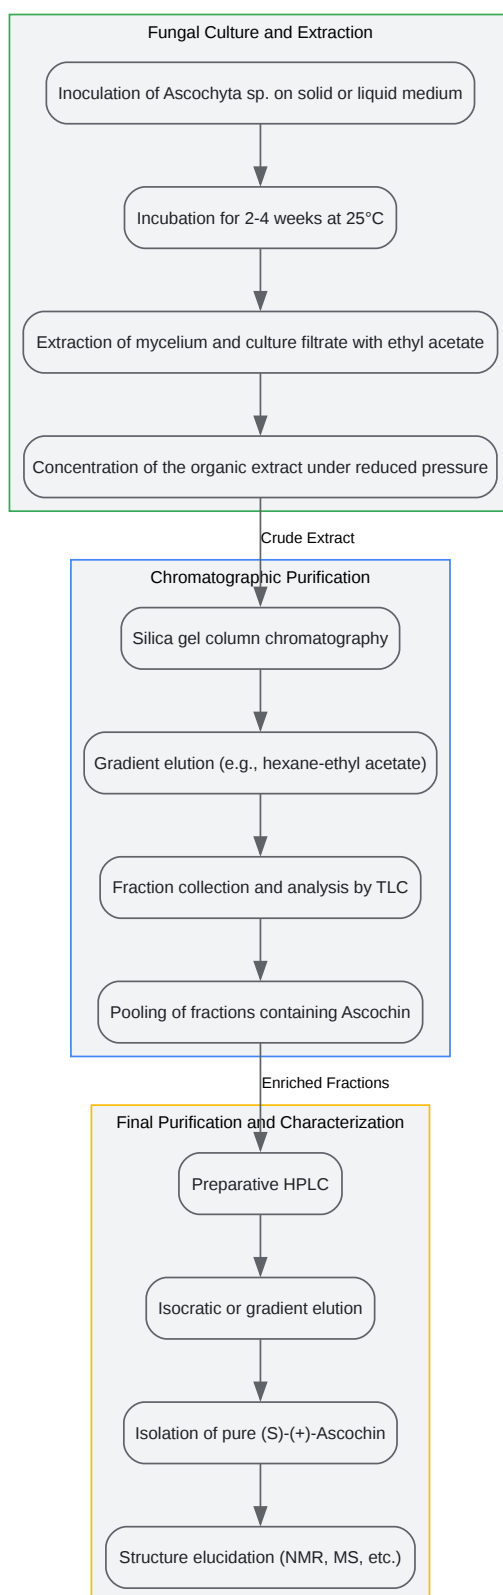 Fungal Culture and Extraction
Inoculation of Ascochyta sp. on solid or liquid medium
Incubation for 2-4 weeks at 25°C
Extraction of mycelium and culture filtrate with ethyl acetate
Concentration of the organic extract under reduced pressure
Crude Extract
Chromatographic Purification
Silica gel column chromatography
Gradient elution (e.g., hexane-ethyl acetate)
Fraction collection and analysis by TLC
Pooling of fractions containing Ascochin
Enriched Fractions
Final Purification and Characterization
Preparative HPLC
Isocratic or gradient elution
Isolation of pure (S)-(+)-Ascochin
Structure elucidation (NMR, MS, etc.)